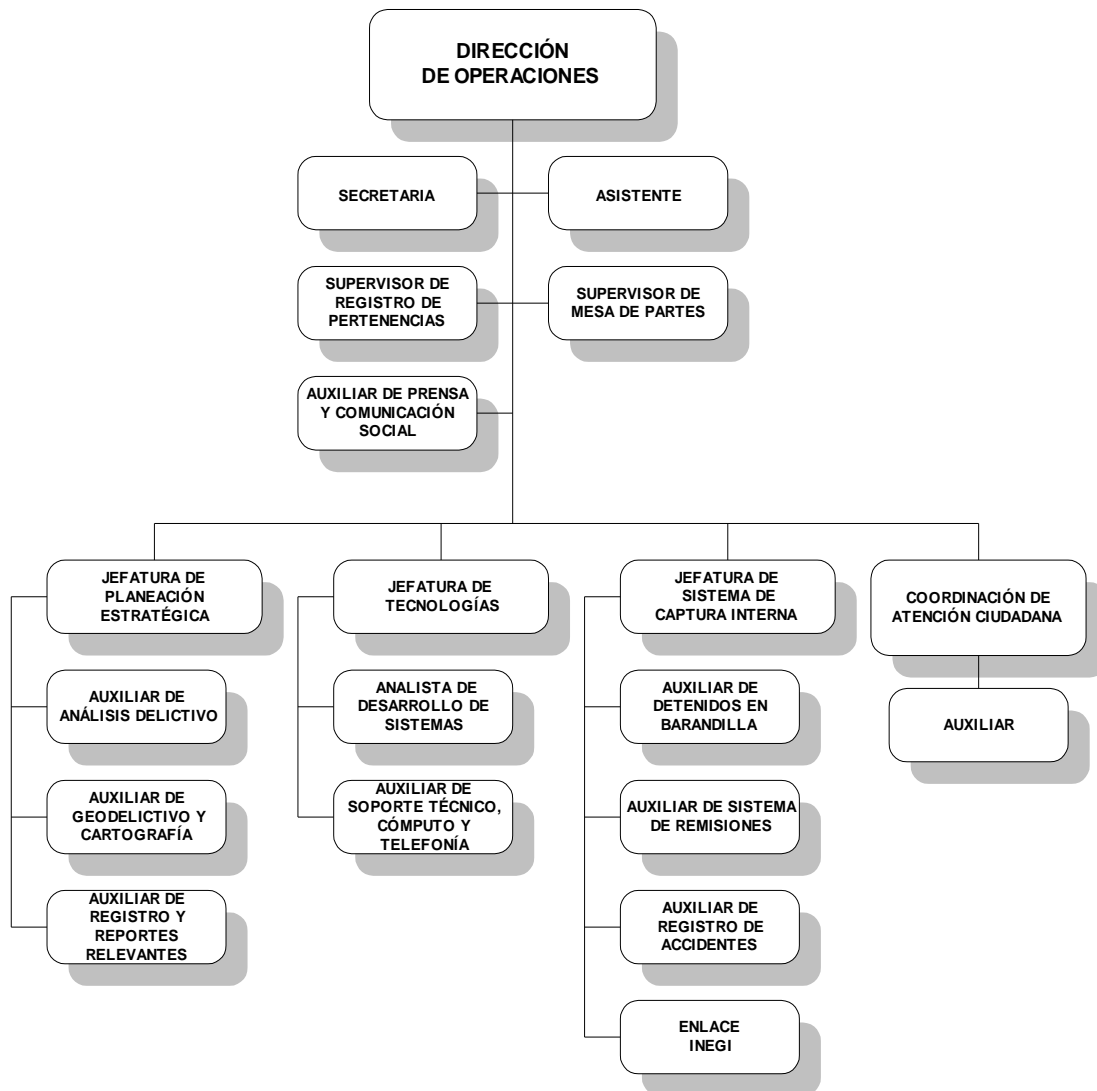 DIRECCIÓN
DE OPERACIONES
SECRETARIA
ASISTENTE
SUPERVISOR DE
REGISTRO DE
PERTENENCIAS
SUPERVISOR DE
MESA DE PARTES
AUXILIAR DE PRENSA
Y COMUNICACIÓN
SOCIAL
JEFATURA DE
PLANEACIÓN
ESTRATÉGICA
JEFATURA DE
TECNOLOGÍAS
JEFATURA DE
SISTEMA DE
CAPTURA INTERNA
COORDINACIÓN DE
ATENCIÓN CIUDADANA
AUXILIAR DE
ANÁLISIS DELICTIVO
ANALISTA DE
DESARROLLO DE
SISTEMAS
AUXILIAR DE
DETENIDOS EN
BARANDILLA
AUXILIAR
AUXILIAR DE
GEODELICTIVO Y
CARTOGRAFÍA
AUXILIAR DE
SOPORTE TÉCNICO,
CÓMPUTO Y
TELEFONÍA
AUXILIAR DE SISTEMA
DE REMISIONES
AUXILIAR DE
REGISTRO Y
REPORTES
RELEVANTES
AUXILIAR DE
REGISTRO DE
ACCIDENTES
ENLACE
INEGI